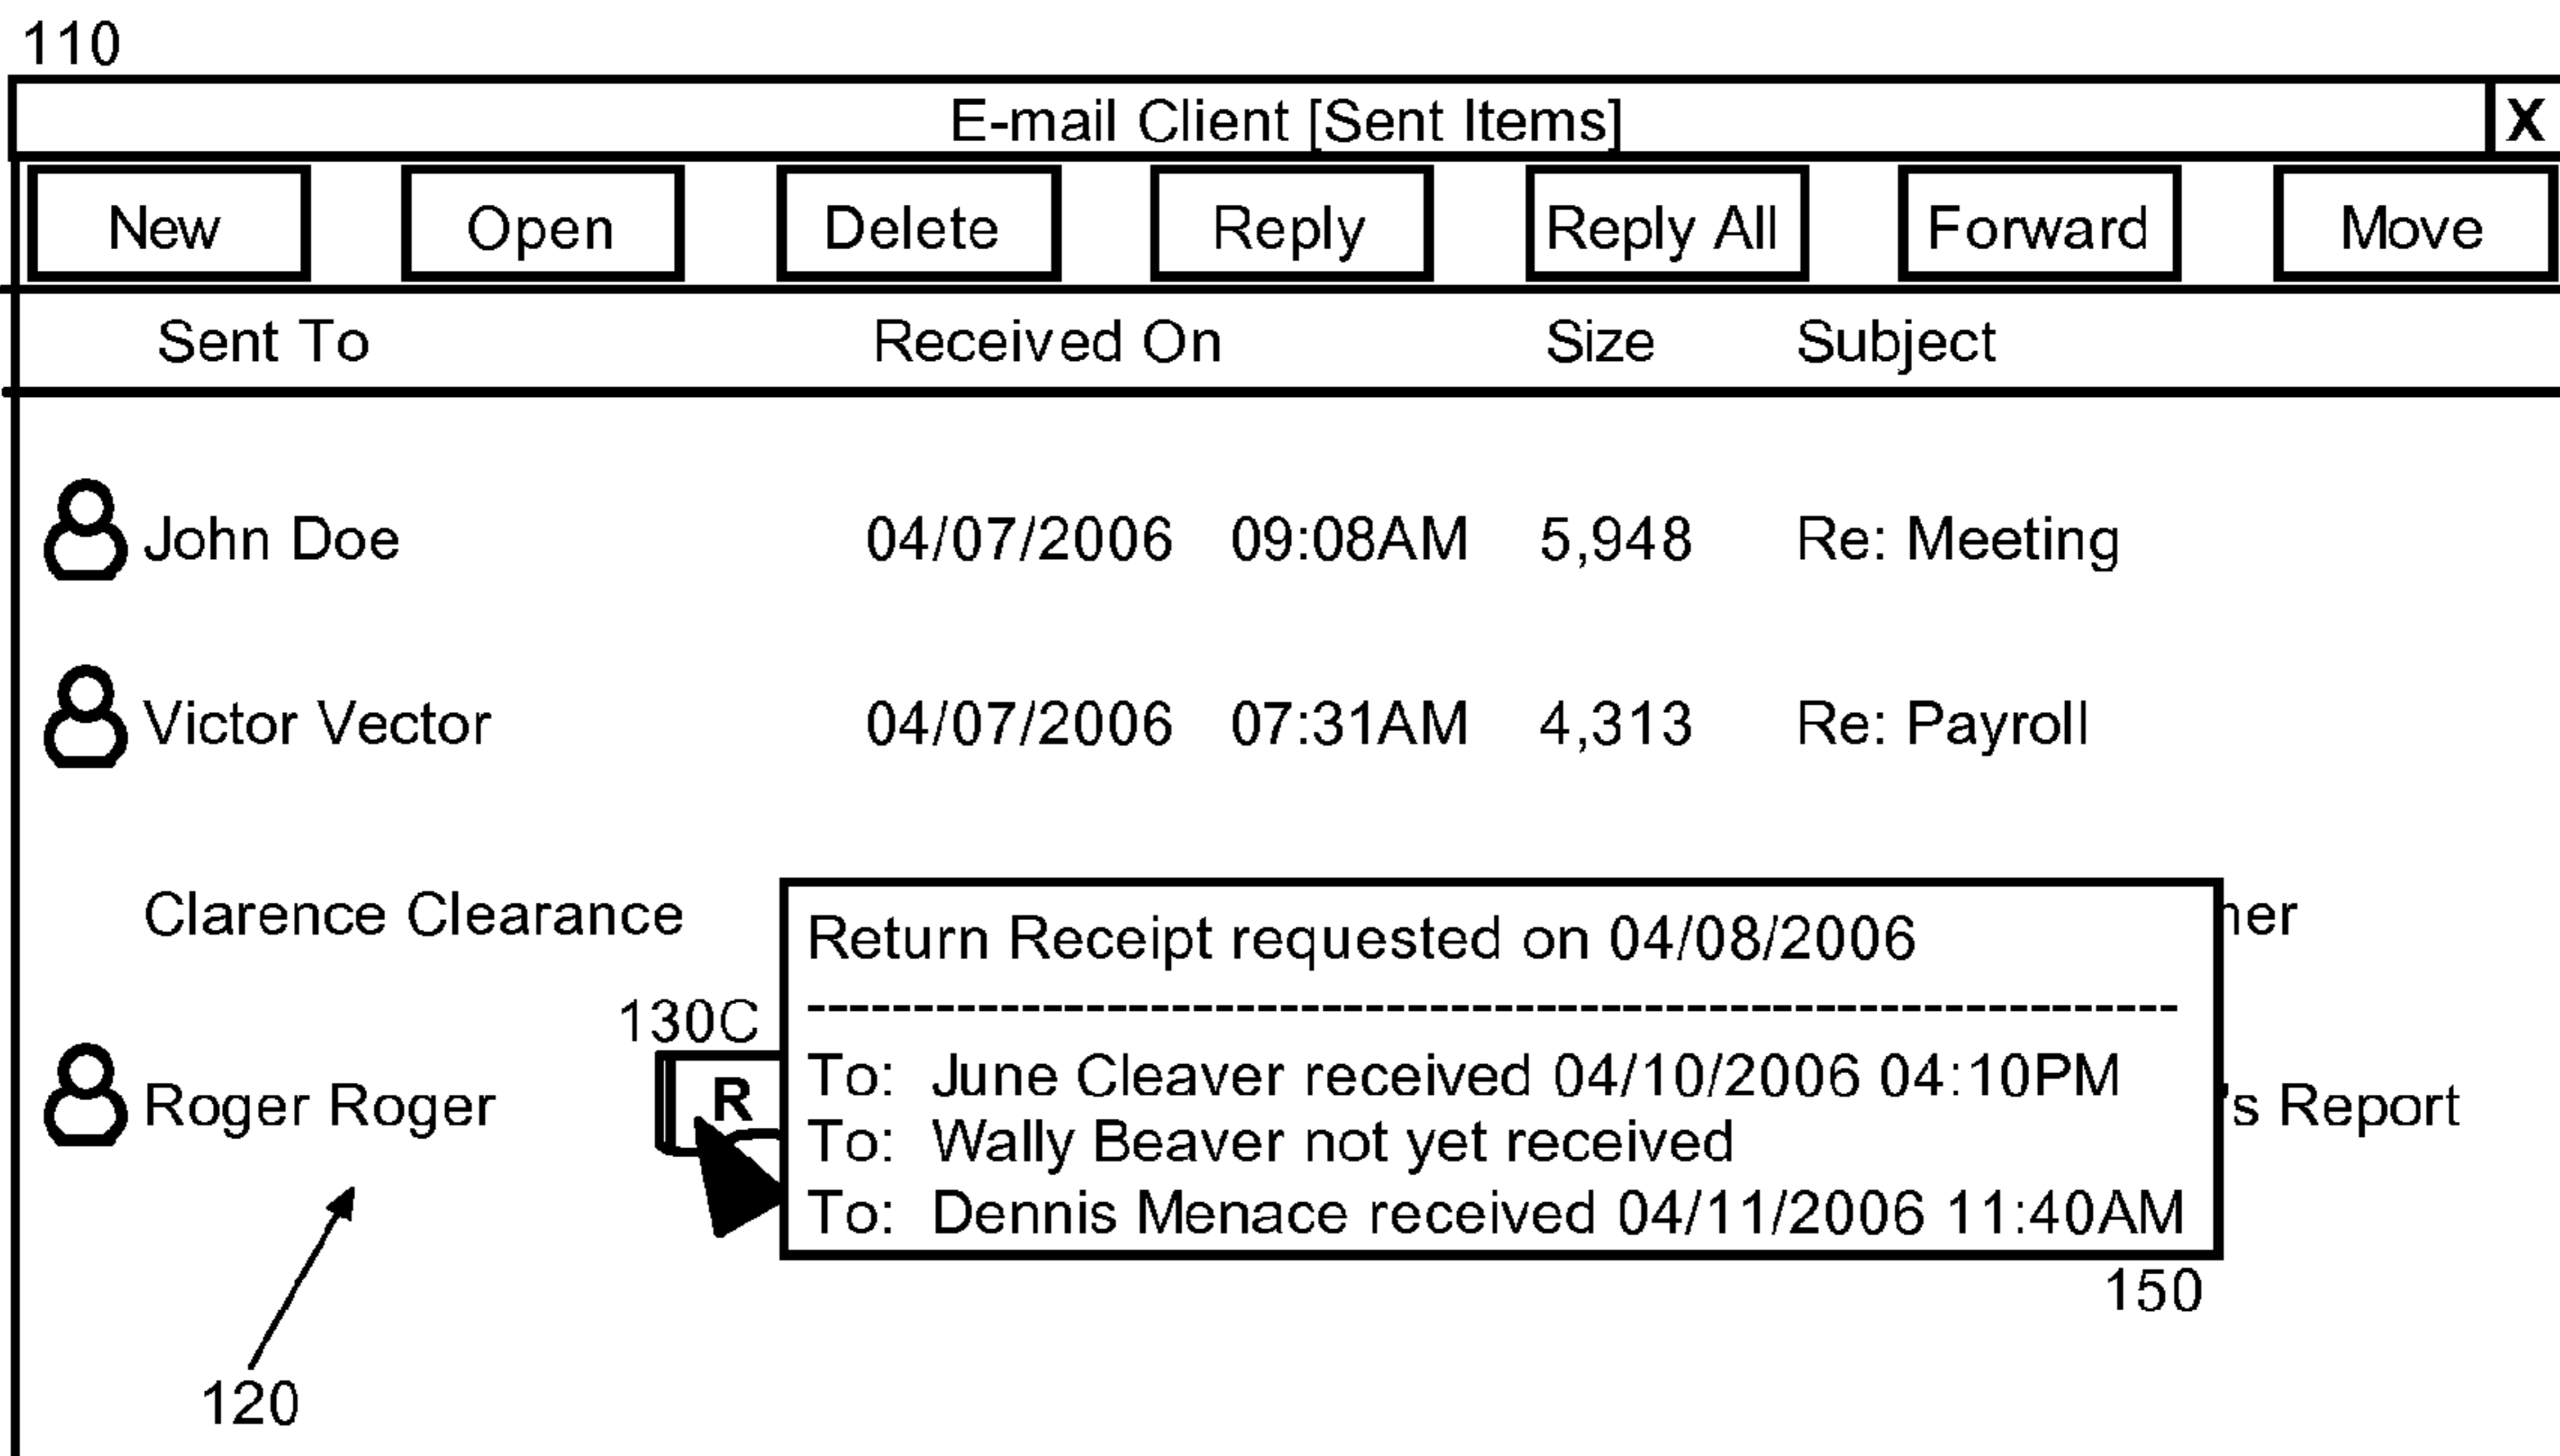 110
E-mail Client [Sent Items] X
New Open Delete Reply Reply All Forward Move
Sent To Received On Size Subject
John Doe 04/07/2006 09:08AM 5,948 Re: Meeting
Victor Vector 04/07/2006 07:31AM 4,313 Re: Payroll
Clarence Clearance
Return Receipt requested on 04/08/2006
--------------------------------------------------------------
130C
Roger Roger R 's Report
To: June Cleaver received 04/10/2006 04:10PM
To: Wally Beaver not yet received
To: Dennis Menace received 04/11/2006 11:40AM
150
120